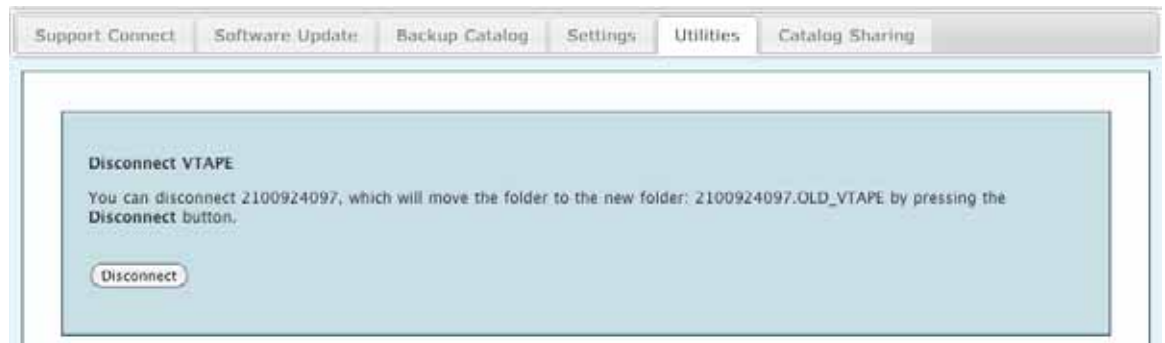 Support Connect Software Update Backup Catalog Settings Utilities Catalog Sharing
Disconnect VTAPE
You can disconnect 2100924097, which will move the folder to the new folder: 2100924097.OLD_VTAPE by pressing the
Disconnect button.
Disconnect